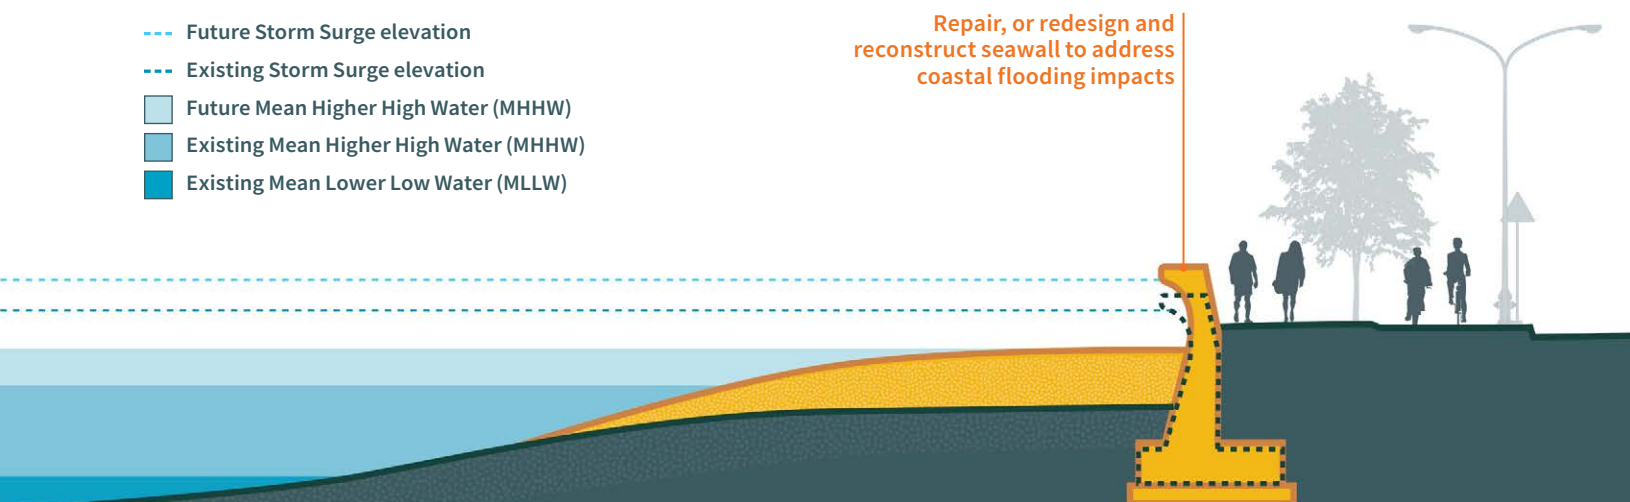 Future Storm Surge elevation
Existing Storm Surge elevation
Future Mean Higher High Water (MHHW)
Existing Mean Higher High Water (MHHW)
Existing Mean Lower Low Water (MLLW)
Repair, or redesign and
reconstruct seawall to address
coastal flooding impacts